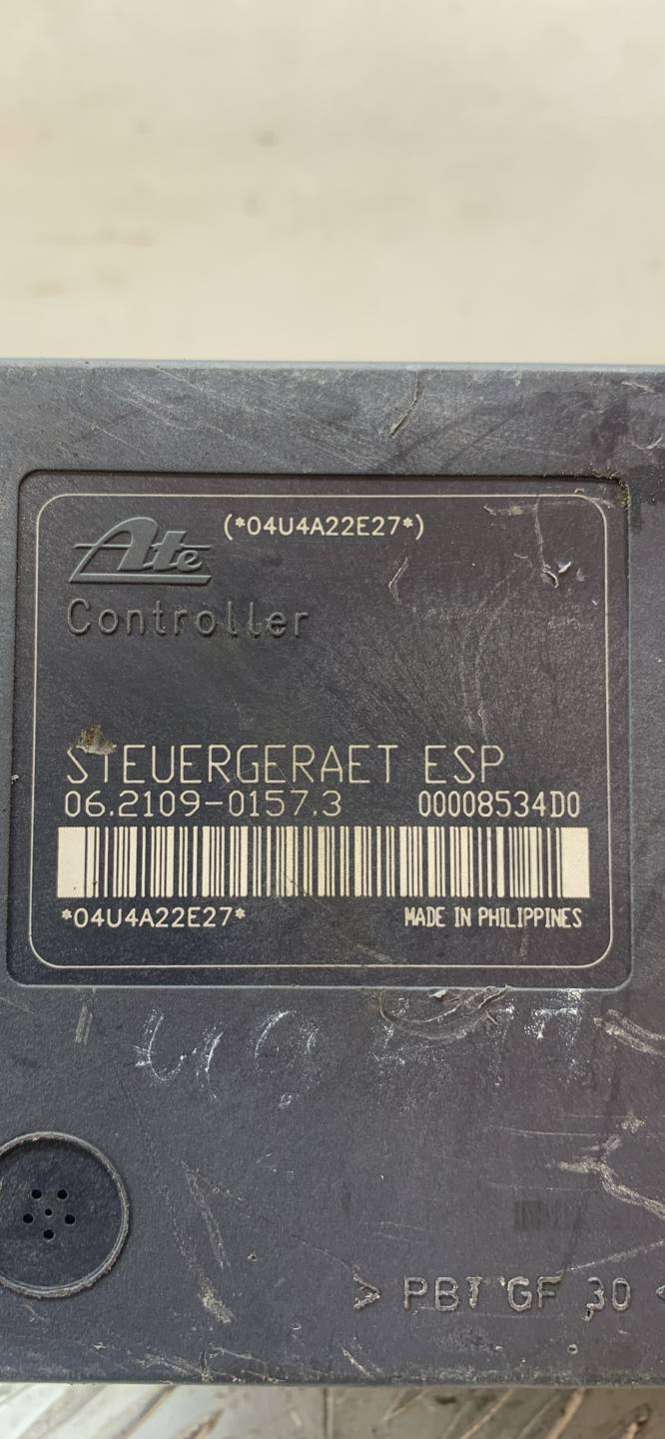 (*04U4A22E27*)
Ate
Controller
STEUERGERAET ESP
06.2109-0157.3 00008534D0
*04U4A22E27* MADE IN PHILIPPINES
> PBT GF 30 <